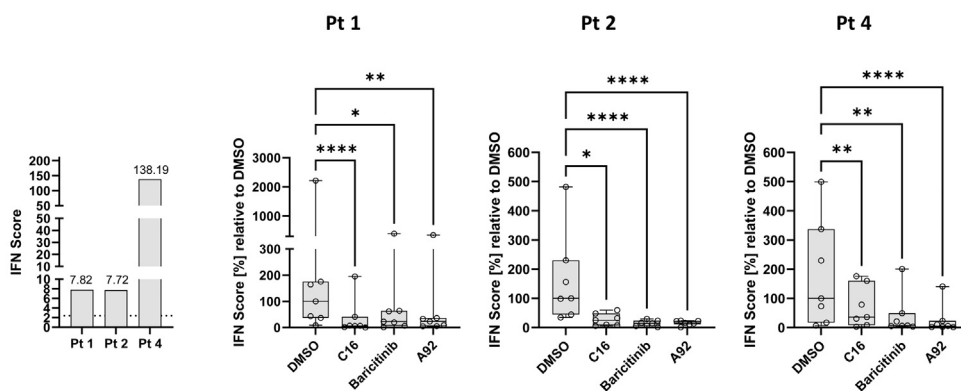 Pt 1
Pt 2
Pt 4
IFN Score
200
150
100
50
50
40
30
20
10
10
8
6
4
2
0
7.82
7.72
138.19
Pt 1
Pt 2
Pt 4
IFN Score [%] relative to DMSO
3000
2000
1000
300
200
100
0
**
*
****
DMSO
C16
Baricitinib
A92
IFN Score [%] relative to DMSO
600
500
400
300
200
100
0
****
****
*
DMSO
C16
Baricitinib
A92
IFN Score [%] relative to DMSO
600
500
400
300
200
100
0
****
**
**
DMSO
C16
Baricitinib
A92